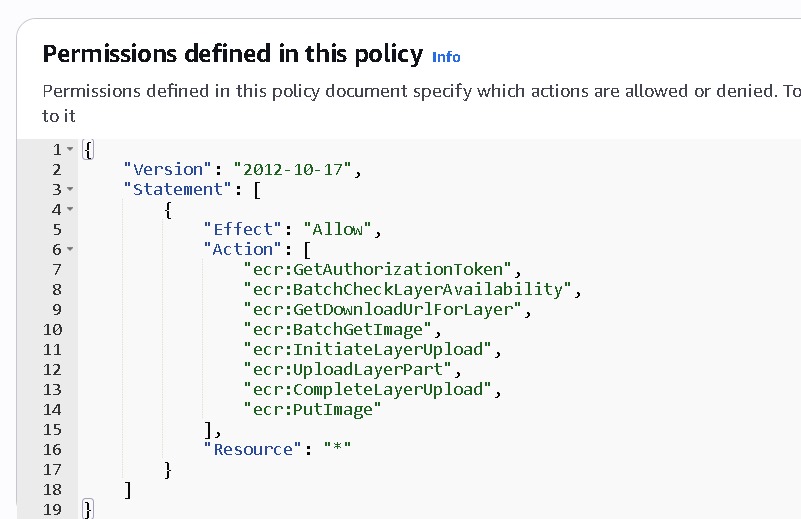 Permissions defined in this policy Info
Permissions defined in this policy document specify which actions are allowed or denied. To
to it
1 {
2 "Version": "2012-10-17",
3 "Statement": [
4 {
5 "Effect": "Allow",
6 "Action": [
7 "ecr:GetAuthorizationToken",
8 "ecr:BatchCheckLayerAvailability",
9 "ecr:GetDownloadUrlForLayer",
10 "ecr:BatchGetImage",
11 "ecr:InitiateLayerUpload",
12 "ecr:UploadLayerPart",
13 "ecr:CompleteLayerUpload",
14 "ecr:PutImage"
15 ],
16 "Resource": "*"
17 }
18 ]
19 }